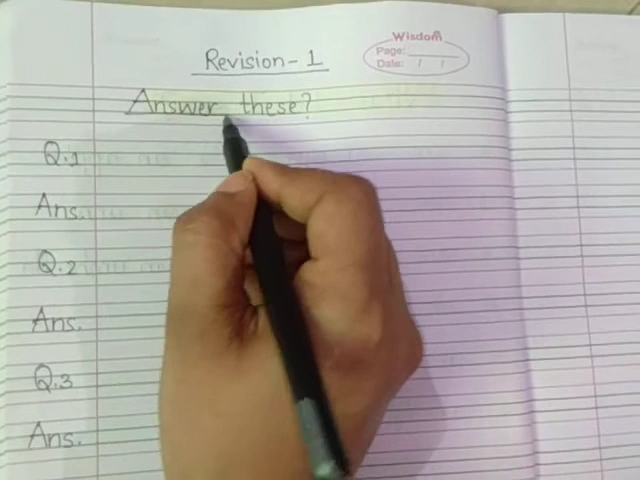 Wisdom
Page:
Date: / /
Revision-1
Answer these?
Q.1
Ans.
Q.2
Ans.
Q.3
Ans.